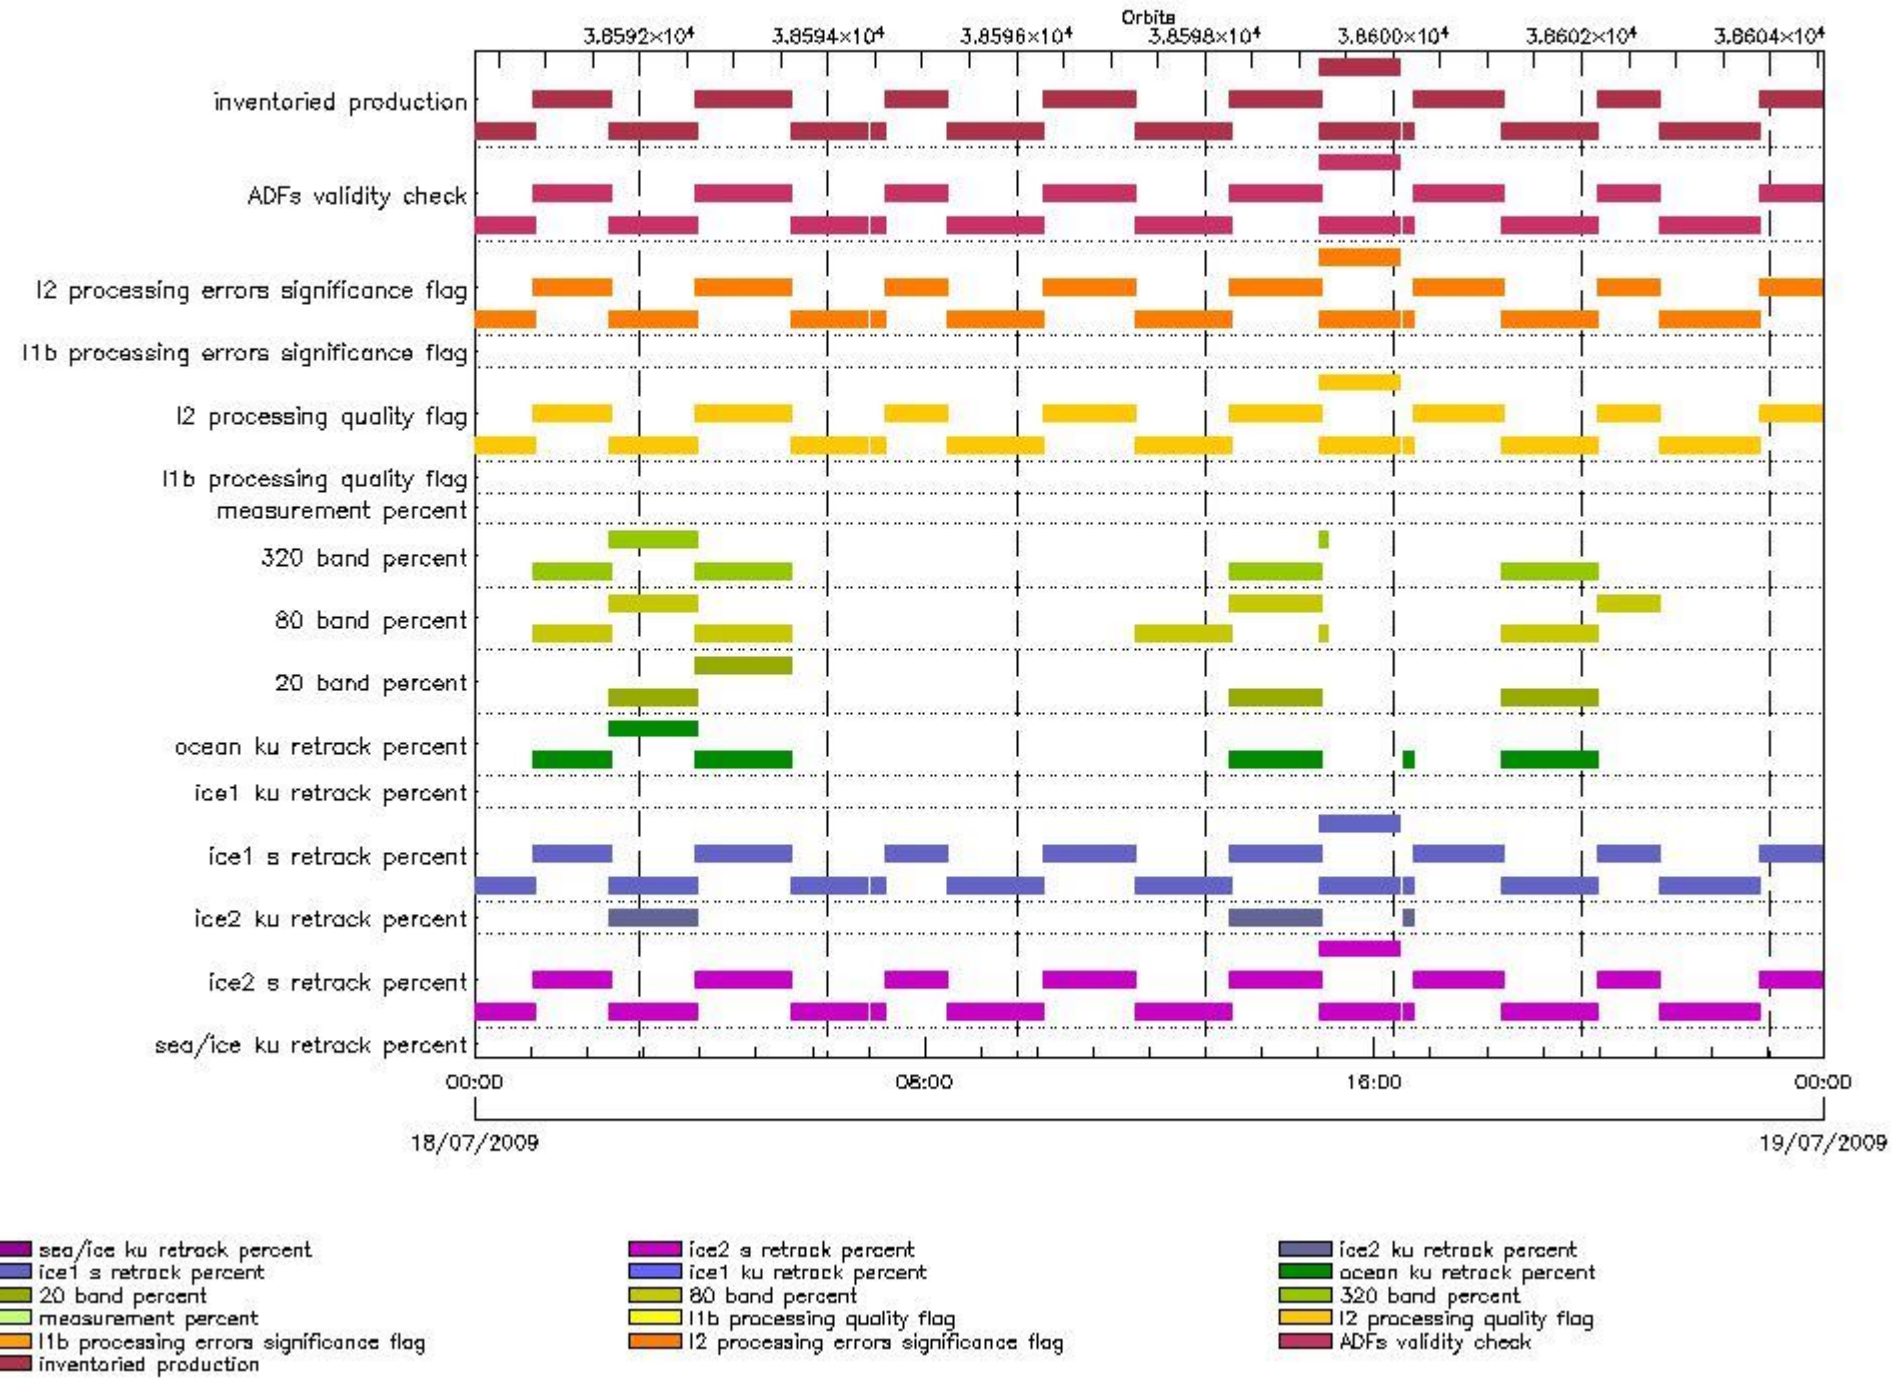 Orbits
3.8592×10⁴ 3.8594×10⁴ 3.8596×10⁴ 3.8598×10⁴ 3.8600×10⁴ 3.8602×10⁴ 3.8604×10⁴
inventoried production
ADFs validity check
l2 processing errors significance flag
l1b processing errors significance flag
l2 processing quality flag
l1b processing quality flag
measurement percent
320 band percent
80 band percent
20 band percent
ocean ku retrack percent
ice1 ku retrack percent
ice1 s retrack percent
ice2 ku retrack percent
ice2 s retrack percent
sea/ice ku retrack percent
00:00 08:00 16:00 00:00
18/07/2009 19/07/2009
sea/ice ku retrack percent ice2 s retrack percent ice2 ku retrack percent
ice1 s retrack percent ice1 ku retrack percent ocean ku retrack percent
20 band percent 80 band percent 320 band percent
measurement percent l1b processing quality flag l2 processing quality flag
l1b processing errors significance flag l2 processing errors significance flag ADFs validity check
inventoried production